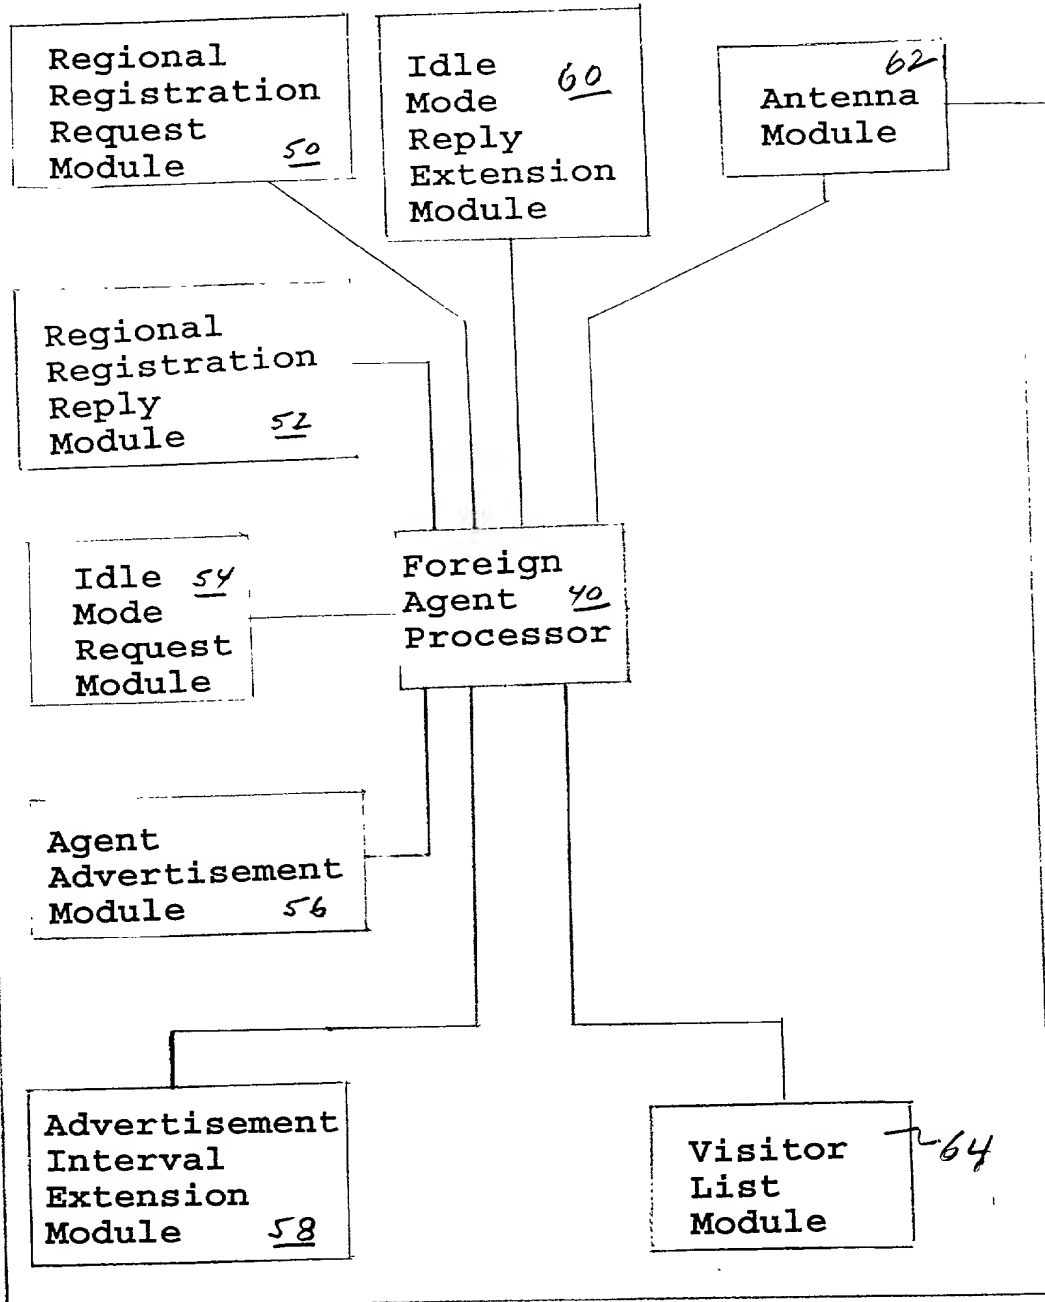 Regional
Registration
Request
Module 50
Idle
Mode 60
Reply
Extension
Module
62
Antenna
Module
Regional
Registration
Reply
Module 52
Idle 54
Mode
Request
Module
Foreign
Agent 40
Processor
Agent
Advertisement
Module 56
Advertisement
Interval
Extension
Module 58
Visitor 64
List
Module